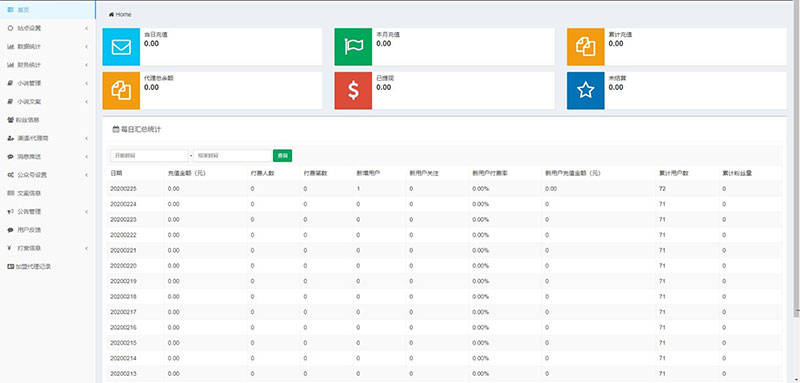 首页
站点设置
数据统计
财务统计
小说管理
小说文案
粉丝信息
渠道/代理商
消息推送
公众号设置
文案信息
公告管理
用户反馈
¥ 打赏信息
加盟代理记录
Home
当日充值
0.00
本月充值
0.00
累计充值
0.00
代理总余额
0.00
已提现
0.00
未结算
0.00
每日汇总统计
开始时间 - 结束时间 查询
日期 充值金额（元） 付费人数 付费笔数 新增用户 新用户关注 新用户付费率 新用户充值金额（元） 累计用户数 累计粉丝量
20200225 0.00 0 0 1 0 0.00% 0.00 72 0
20200224 0.00 0 0 0 0 0.00% 0 71 0
20200223 0.00 0 0 0 0 0.00% 0 71 0
20200222 0.00 0 0 0 0 0.00% 0 71 0
20200221 0.00 0 0 0 0 0.00% 0 71 0
20200220 0.00 0 0 0 0 0.00% 0 71 0
20200219 0.00 0 0 0 0 0.00% 0 71 0
20200218 0.00 0 0 0 0 0.00% 0 71 0
20200217 0.00 0 0 0 0 0.00% 0 71 0
20200216 0.00 0 0 0 0 0.00% 0 71 0
20200215 0.00 0 0 0 0 0.00% 0 71 0
20200214 0.00 0 0 0 0 0.00% 0 71 0
20200213 0.00 0 0 0 0 0.00% 0 71 0